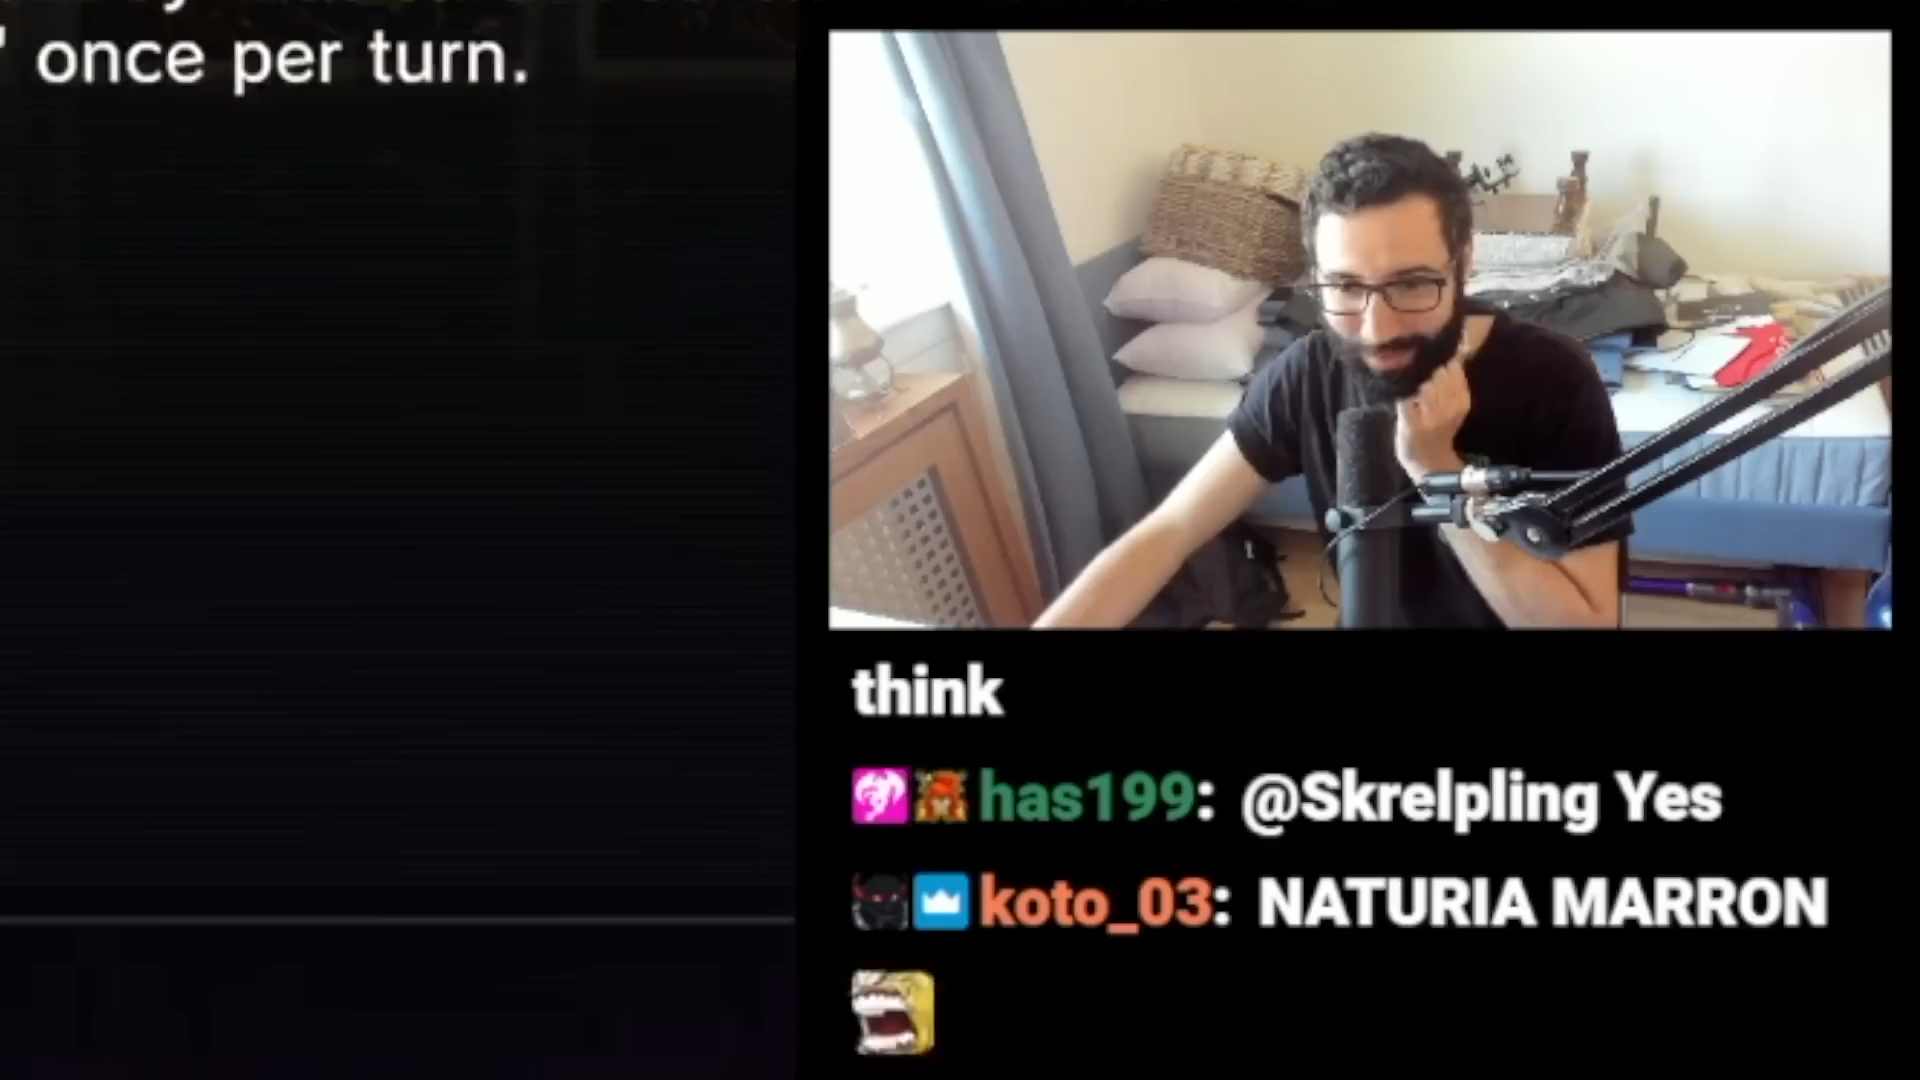 once per turn.
think
has199: @Skrelpling Yes
koto_03: NATURIA MARRON